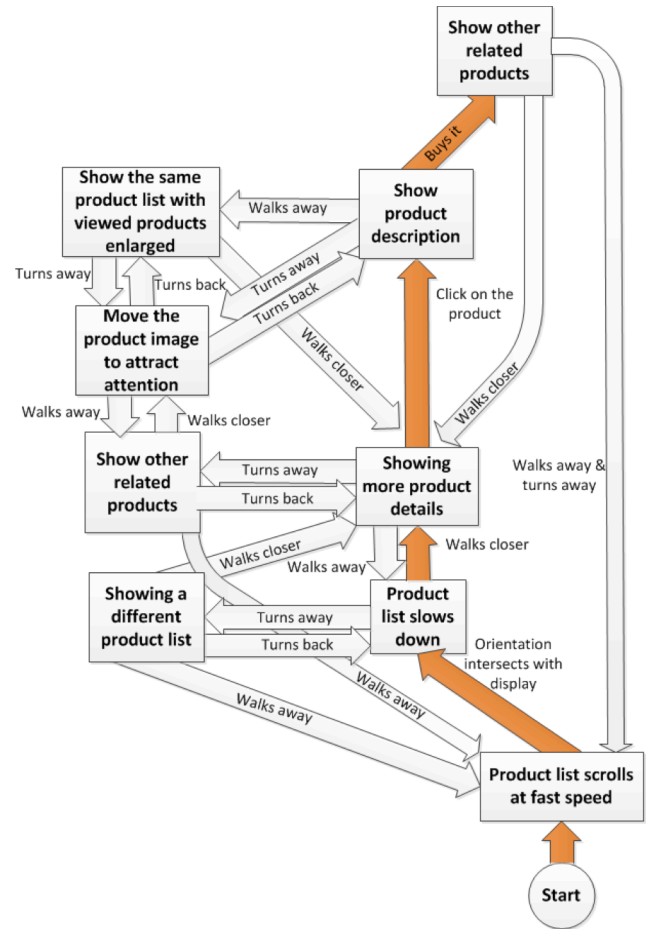 Show other
related
products
Buys it
Show the same
product list with
viewed products
enlarged
Walks away
Show
product
description
Turns away
Turns back
Turns away
Turns back
Click on the
product
Move the
product image
to attract
attention
Walks closer
Walks closer
Walks away
Walks closer
Show other
related
products
Turns away
Turns back
Showing
more product
details
Walks away &
turns away
Walks closer
Walks away
Walks closer
Showing a
different
product list
Turns away
Turns back
Product
list slows
down
Orientation
intersects with
display
Walks away
Walks away
Product list scrolls
at fast speed
Start